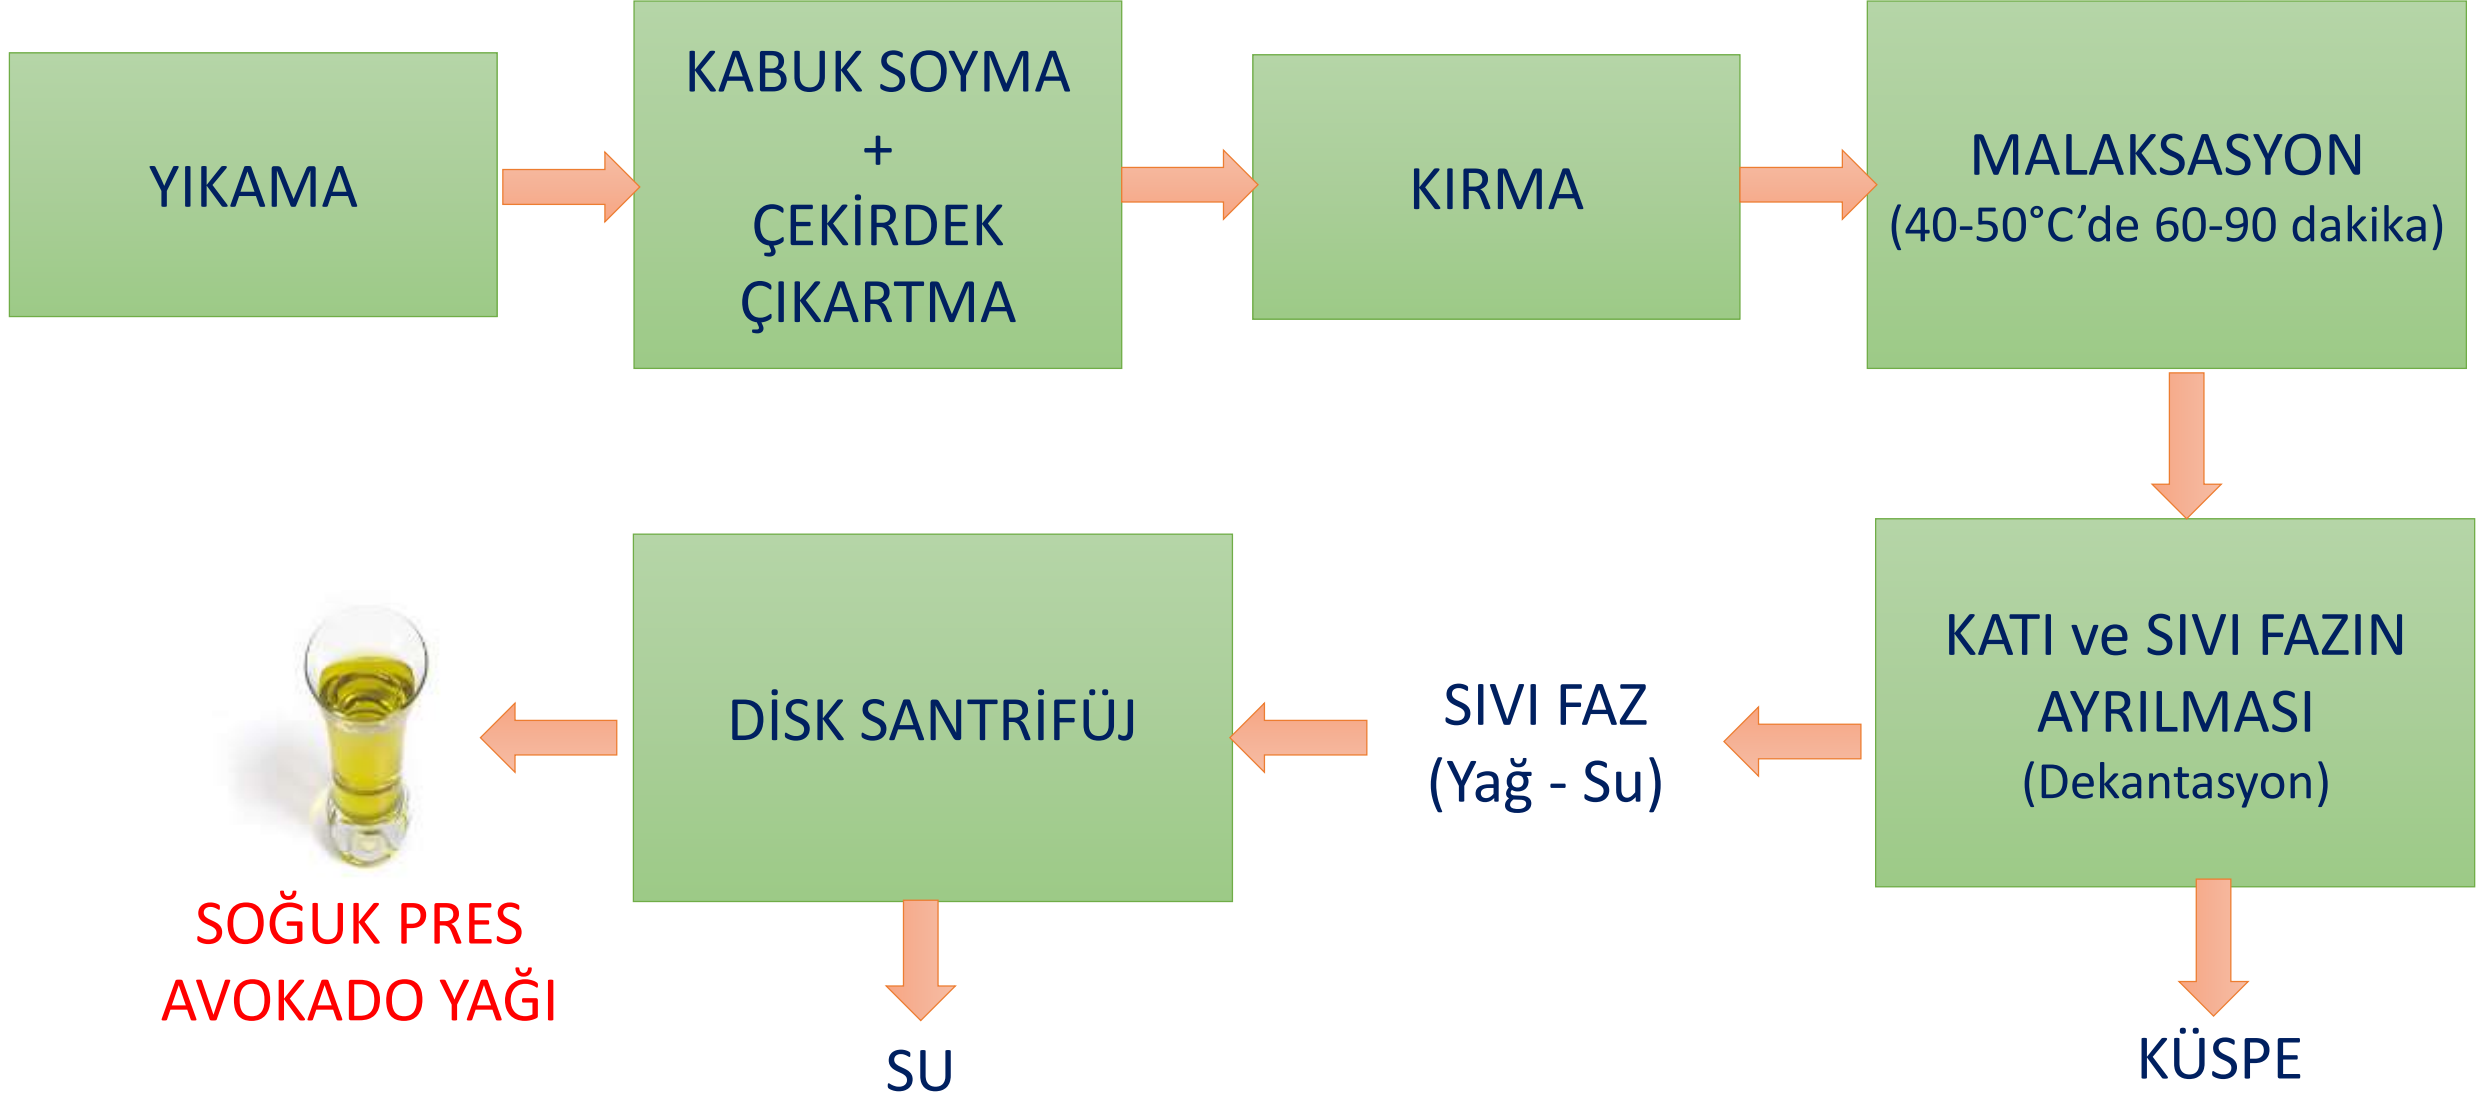 YIKAMA
KABUK SOYMA
+
ÇEKİRDEK
ÇIKARTMA
KIRMA
MALAKSASYON
(40-50°C’de 60-90 dakika)
KATI ve SIVI FAZIN
AYRILMASI
(Dekantasyon)
KÜSPE
SIVI FAZ
(Yağ - Su)
DİSK SANTRİFÜJ
SU
SOĞUK PRES
AVOKADO YAĞI